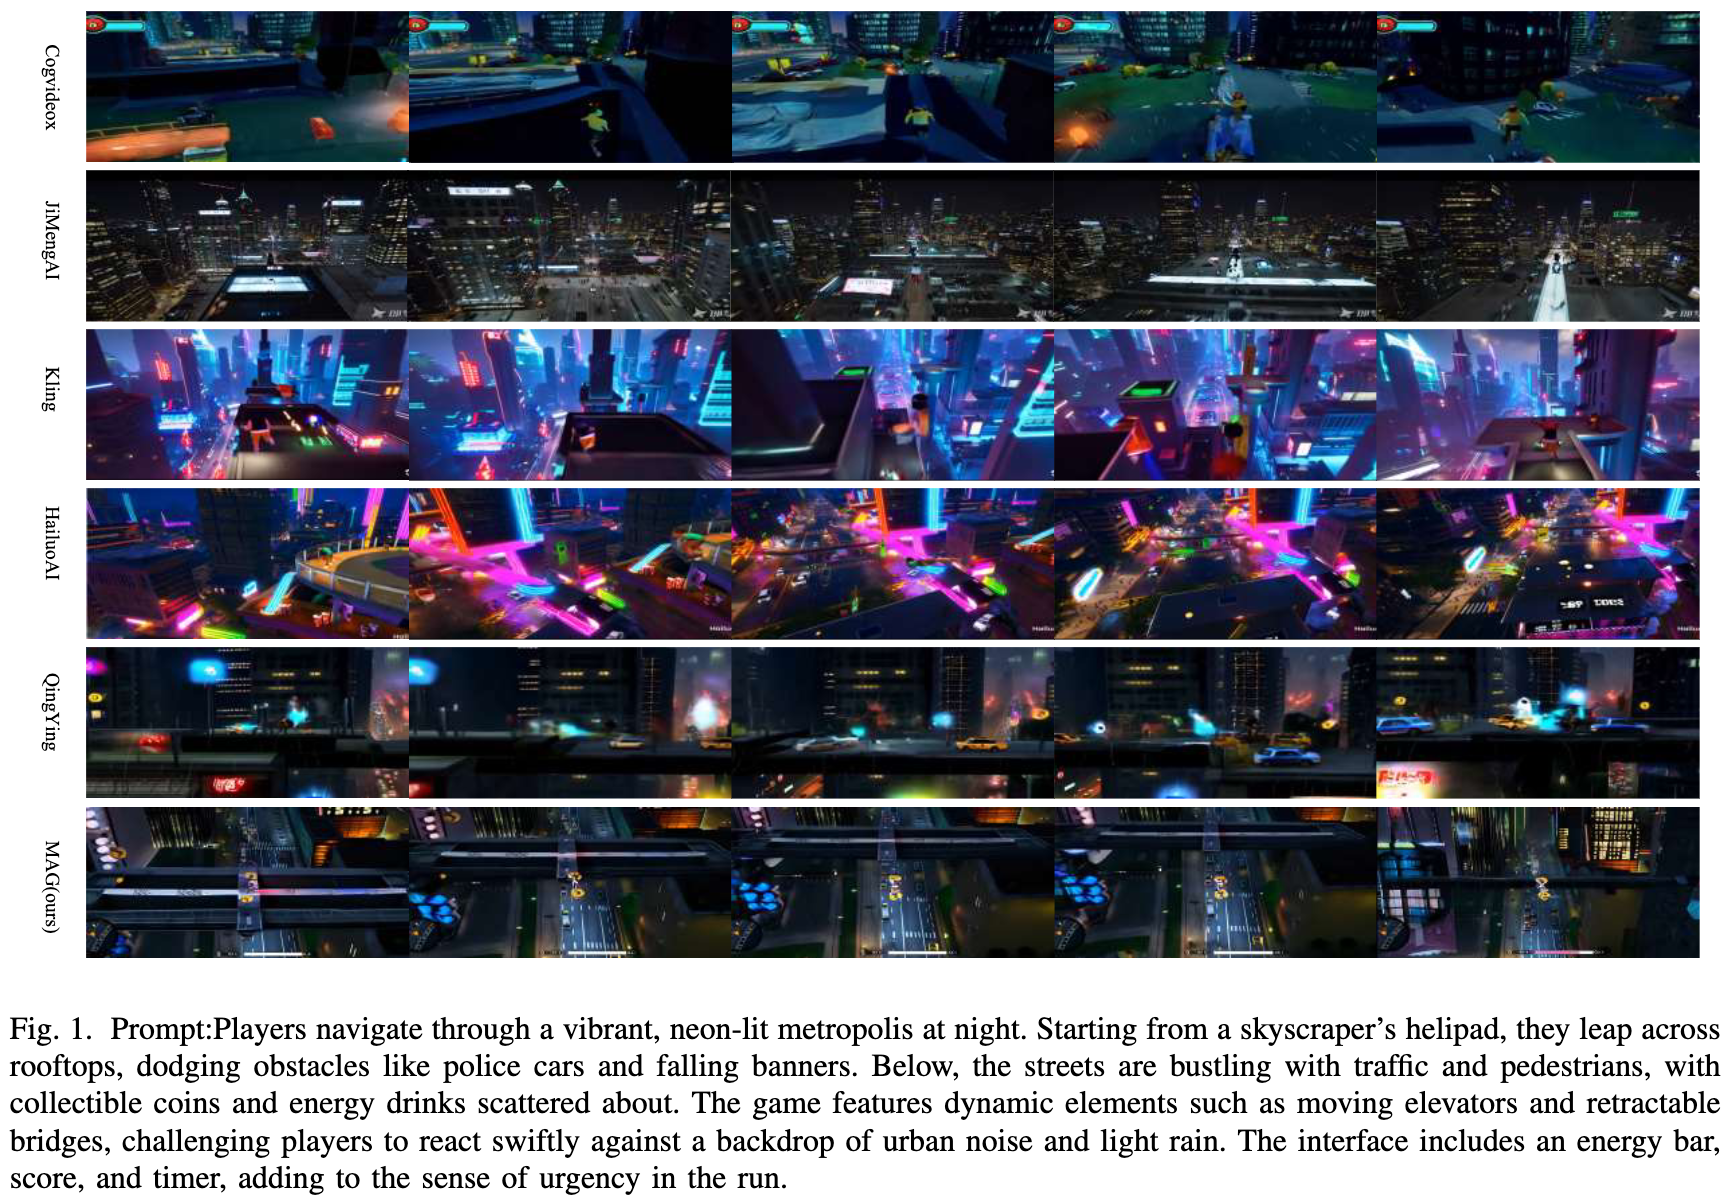 Cogvideox
JiMengAI
Kling
HailuoAI
QingYing
MAG(ours)
Fig. 1. Prompt:Players navigate through a vibrant, neon-lit metropolis at night. Starting from a skyscraper's helipad, they leap across
rooftops, dodging obstacles like police cars and falling banners. Below, the streets are bustling with traffic and pedestrians, with
collectible coins and energy drinks scattered about. The game features dynamic elements such as moving elevators and retractable
bridges, challenging players to react swiftly against a backdrop of urban noise and light rain. The interface includes an energy bar,
score, and timer, adding to the sense of urgency in the run.